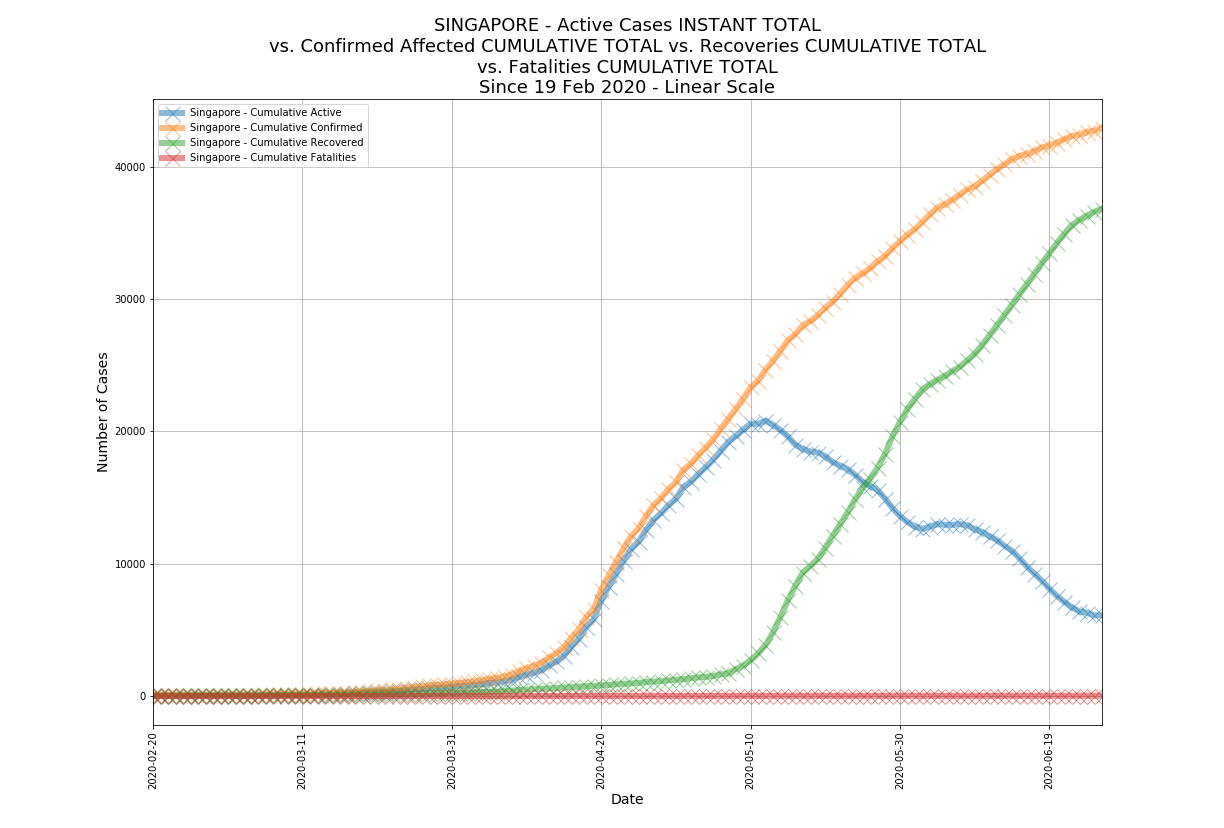 SINGAPORE - Active Cases INSTANT TOTAL
vs. Confirmed Affected CUMULATIVE TOTAL vs. Recoveries CUMULATIVE TOTAL
vs. Fatalities CUMULATIVE TOTAL
Since 19 Feb 2020 - Linear Scale
Singapore - Cumulative Active
Singapore - Cumulative Confirmed
Singapore - Cumulative Recovered
Singapore - Cumulative Fatalities
Number of Cases
40000
30000
20000
10000
0
2020-02-20
2020-03-11
2020-03-31
2020-04-20
2020-05-10
2020-05-30
2020-06-19
Date